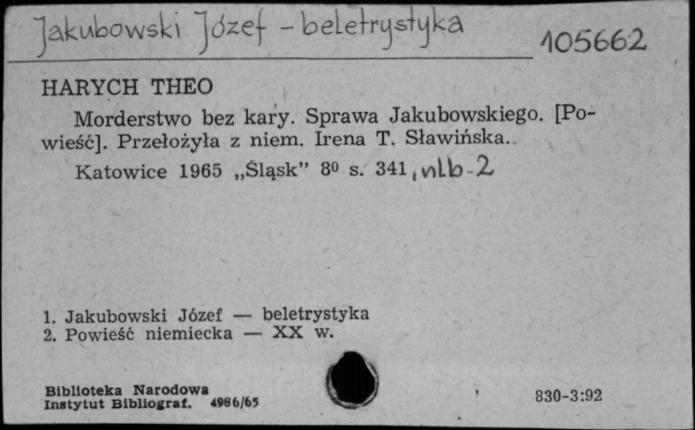 Jakubowski Józef - beletrystyka
105662
HARYCH THEO
Morderstwo bez kary. Sprawa Jakubowskiego. [Po-
wieść]. Przełożyła z niem. Irena T. Sławińska.
Katowice 1965 „Śląsk” 8⁰ s. 341, nlb-2
1. Jakubowski Józef — beletrystyka
2. Powieść niemiecka — XX w.
Biblioteka Narodowa
Instytut Bibliograf. 4986/65
830-3:92